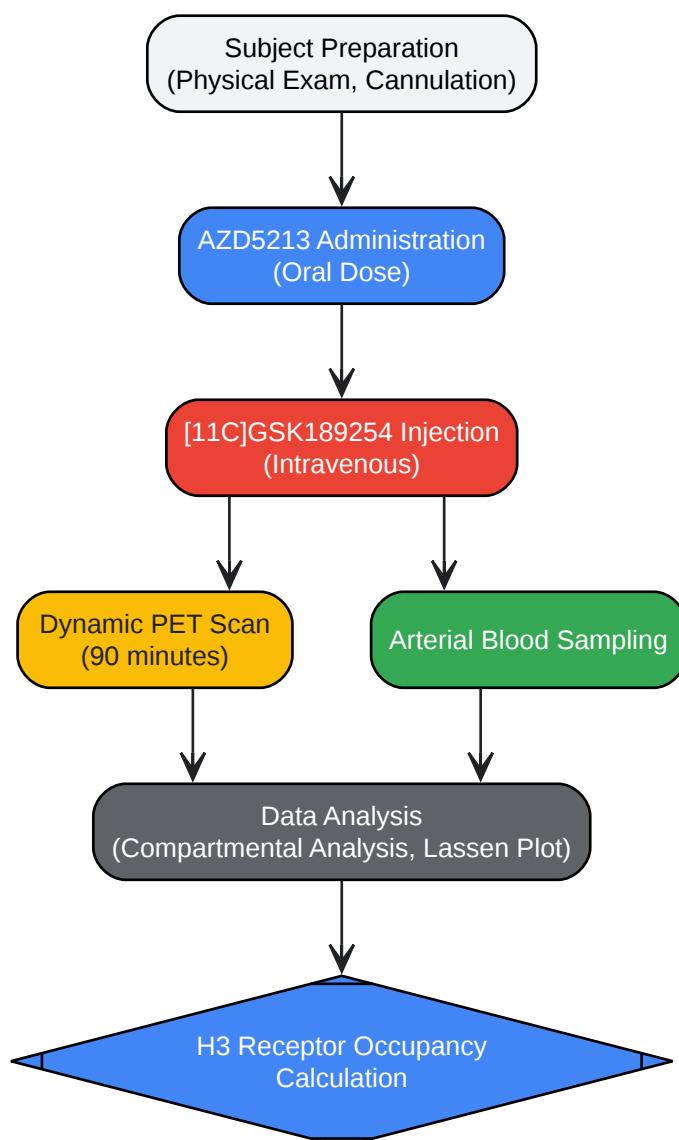 Subject Preparation
(Physical Exam, Cannulation)
AZD5213 Administration
(Oral Dose)
[11C]GSK189254 Injection
(Intravenous)
Dynamic PET Scan
(90 minutes)
Arterial Blood Sampling
Data Analysis
(Compartmental Analysis, Lassen Plot)
H3 Receptor Occupancy
Calculation